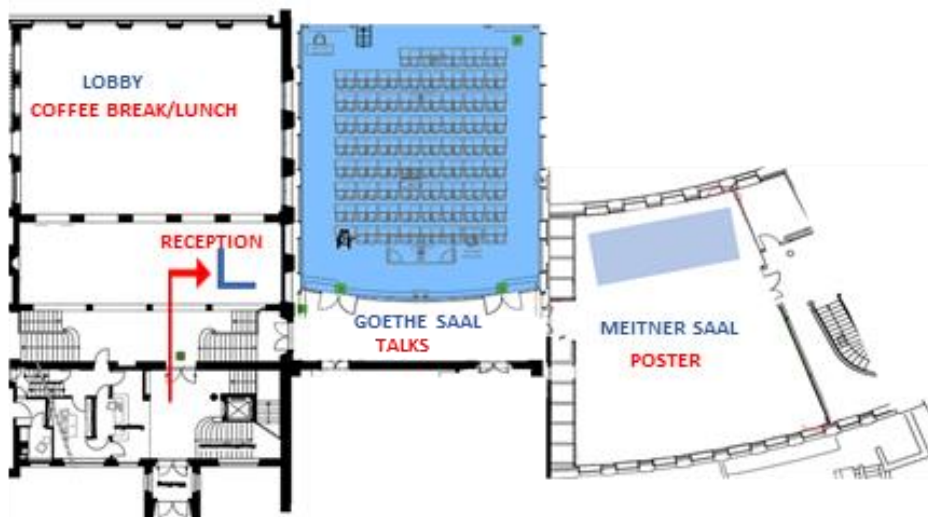 LOBBY
COFFEE BREAK/LUNCH
RECEPTION
GOETHE SAAL
TALKS
MEITNER SAAL
POSTER